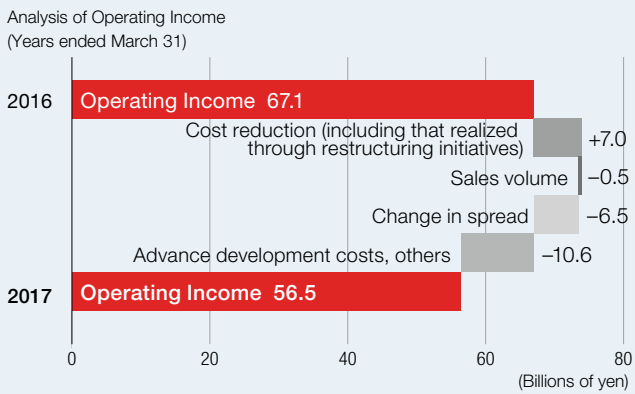 Analysis of Operating Income
(Years ended March 31)
2016 Operating Income 67.1
Cost reduction (including that realized
through restructuring initiatives) +7.0
Sales volume –0.5
Change in spread –6.5
Advance development costs, others –10.6
2017 Operating Income 56.5
0 20 40 60 80
(Billions of yen)